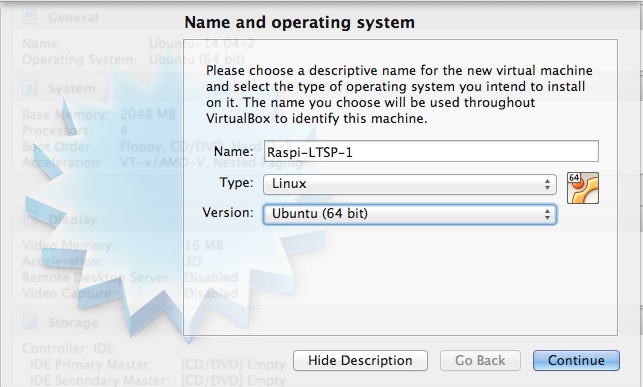 Name and operating system
General
Name: Ubuntu-14.04-2
Operating System: Ubuntu (64 bit)
System
Base Memory: 2048 MB
Processors: 4
Boot Order: Floppy, CD/DVD, Hard Disk
Acceleration: VT-x/AMD-V, Nested Paging
Display
Video Memory: 16 MB
Acceleration: 3D
Remote Desktop Server: Disabled
Video Capture: Disabled
Storage
Controller: IDE
IDE Primary Master: [CD/DVD] Empty
IDE Secondary Master: [CD/DVD] Empty
Please choose a descriptive name for the new virtual machine
and select the type of operating system you intend to install
on it. The name you choose will be used throughout
VirtualBox to identify this machine.
Name: Raspi-LTSP-1
Type: Linux
64
Version: Ubuntu (64 bit)
Hide Description
Go Back
Continue